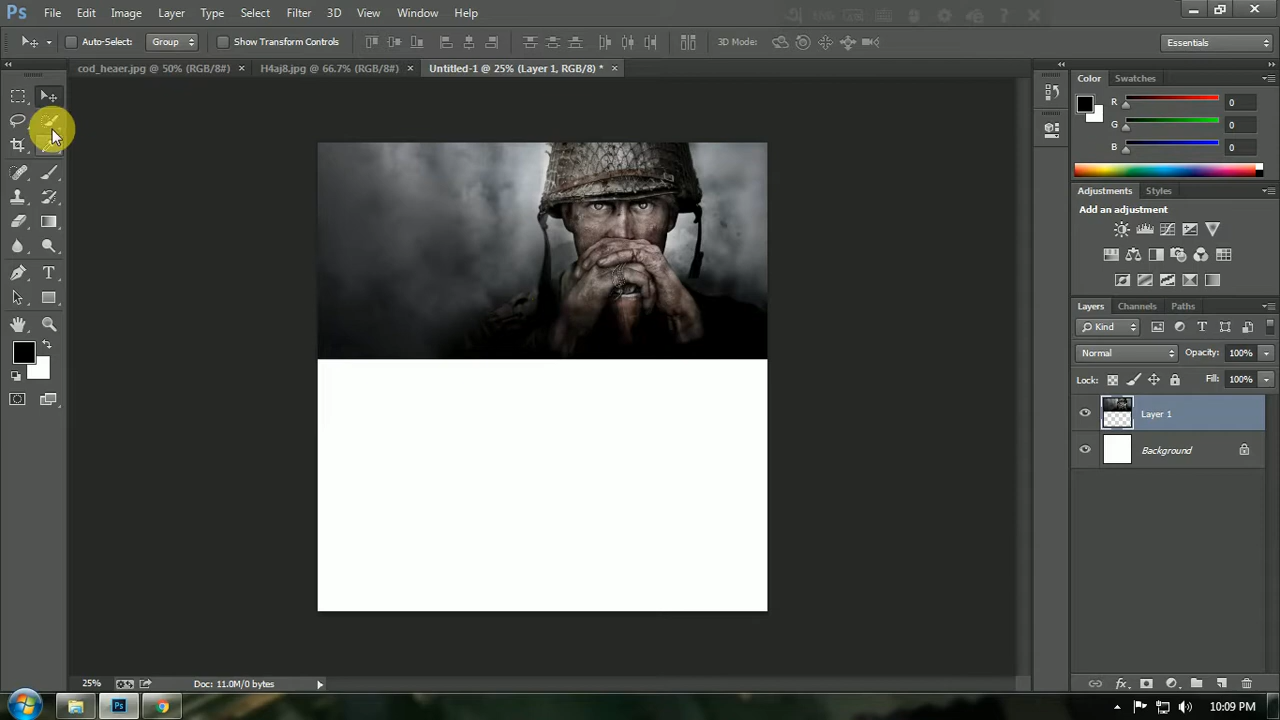 Ps File Edit Image Layer Type Select Filter 3D View Window Help
Auto-Select: Group Show Transform Controls 3D Mode: Essentials
cod_heaer.jpg @ 50% (RGB/8#) × H4aj8.jpg @ 66.7% (RGB/8#) × Untitled-1 @ 25% (Layer 1, RGB/8) * ×
Color Swatches
R 0
G 0
B 0
Adjustments Styles
Add an adjustment
Layers Channels Paths
Kind
Normal Opacity: 100%
Lock: Fill: 100%
Layer 1
Background
25% Doc: 11.0M/0 bytes
Ps 10:09 PM